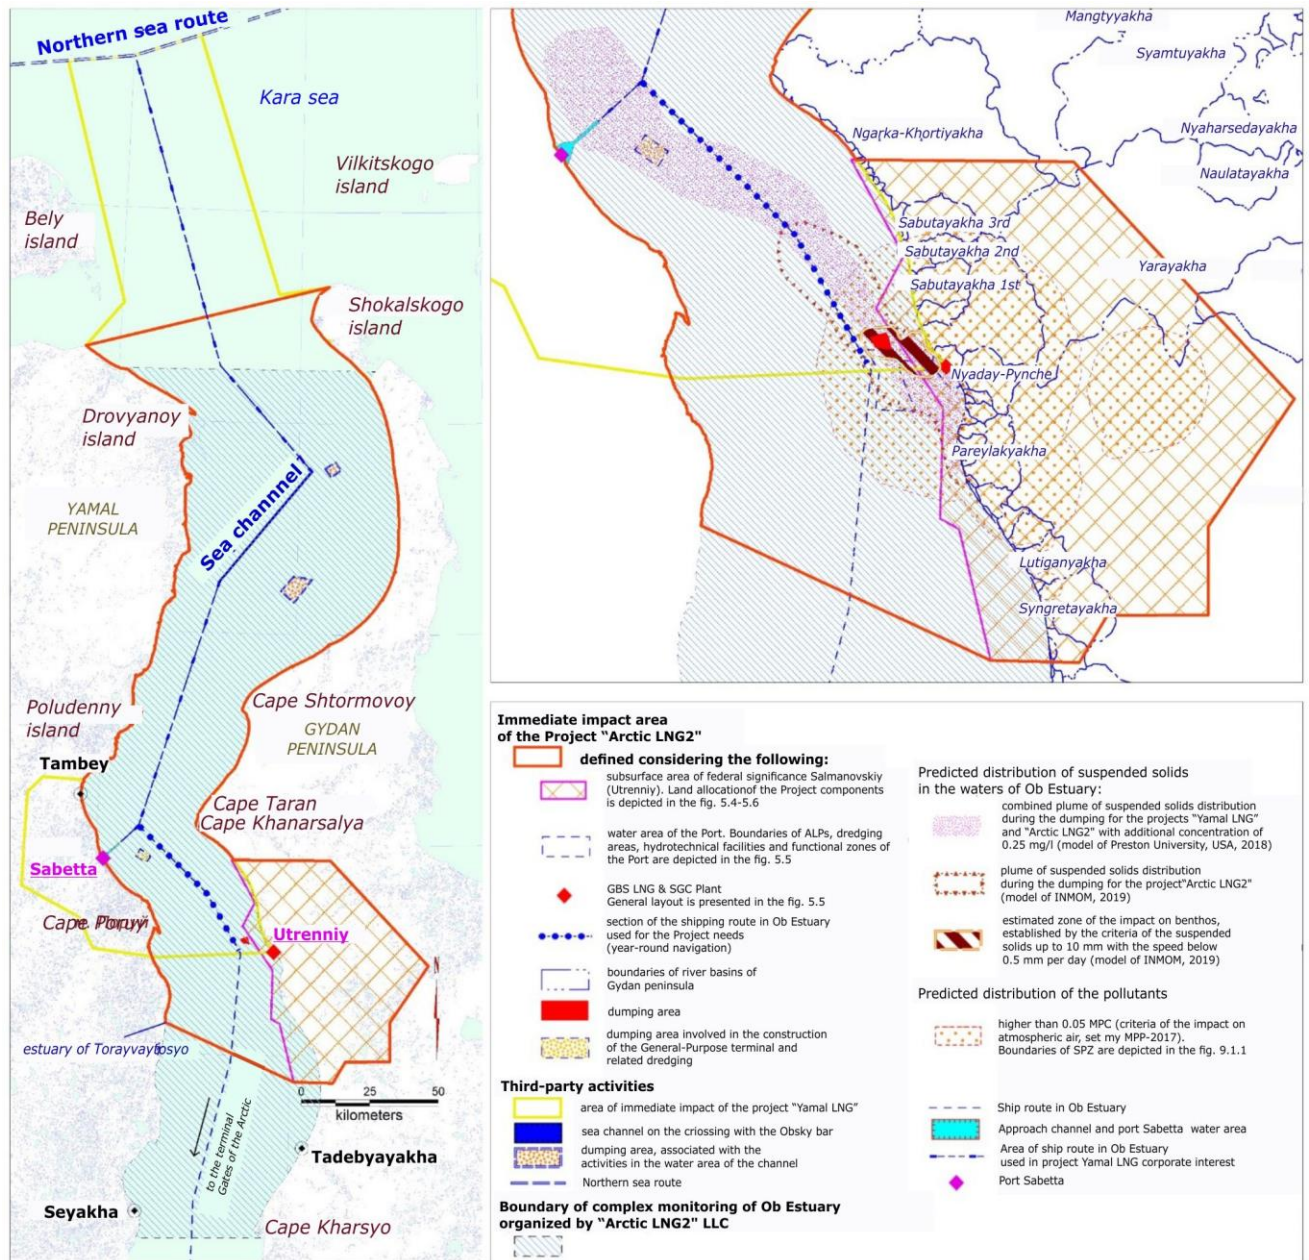 Northern sea route
Kara sea
Vilkitskogo
island
Bely
island
Shokalskogo
island
Drovyanoy
island
YAMAL
PENINSULA
Sea channnel
Poludenny
island
Cape Shtormovoy
GYDAN
PENINSULA
Tambey
Cape Taran
Cape Khanarsalya
Sabetta
Cape Poruy
Utrenniy
estuary of
0 25 50
kilometers
to the terminal
Gates of the Arctic
Tadebyayakha
Seyakha
Cape Kharsyo
Mangtyyakha
Syamtuyakha
Ngarka-Khortiyakha
Nyaharsedayakha
Naulatayakha
Sabutayakha 3rd
Sabutayakha 2nd
Yarayakha
Sabutayakha 1st
Nyaday-Pynche
Pareylakyakha
Lutiganyakha
Syngretayakha
Immediate impact area
of the Project "Arctic LNG2"
defined considering the following:
subsurface area of federal significance Salmanovskiy
(Utrenniy). Land allocationof the Project components
is depicted in the fig. 5.4-5.6
water area of the Port. Boundaries of ALPs, dredging
areas, hydrotechnical facilities and functional zones of
the Port are depicted in the fig. 5.5
GBS LNG & SGC Plant
General layout is presented in the fig. 5.5
section of the shipping route in Ob Estuary
used for the Project needs
(year-round navigation)
boundaries of river basins of
Gydan peninsula
dumping area
dumping area involved in the construction
of the General-Purpose terminal and
related dredging
Third-party activities
area of immediate impact of the project "Yamal LNG"
sea channel on the criossing with the Obsky bar
dumping area, associated with the
activities in the water area of the channel
Northern sea route
Boundary of complex monitoring of Ob Estuary
organized by "Arctic LNG2" LLC
Predicted distribution of suspended solids
in the waters of Ob Estuary:
combined plume of suspended solids distribution
during the dumping for the projects "Yamal LNG"
and "Arctic LNG2" with additional concentration of
0.25 mg/l (model of Preston University, USA, 2018)
plume of suspended solids distribution
during the dumping for the project"Arctic LNG2"
(model of INMOM, 2019)
estimated zone of the impact on benthos,
established by the criteria of the suspended
solids up to 10 mm with the speed below
0.5 mm per day (model of INMOM, 2019)
Predicted distribution of the pollutants
higher than 0.05 MPC (criteria of the impact on
atmospheric air, set my MPP-2017).
Boundaries of SPZ are depicted in the fig. 9.1.1
Ship route in Ob Estuary
Approach channel and port Sabetta water area
Area of ship route in Ob Estuary
used in project Yamal LNG corporate interest
Port Sabetta